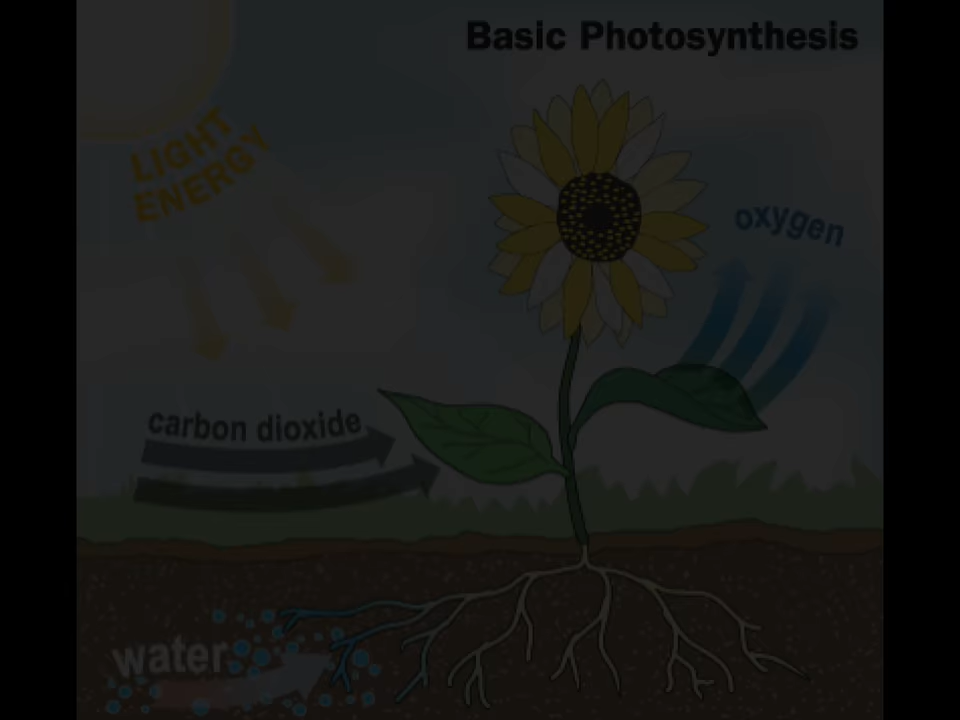 Basic Photosynthesis
LIGHT
ENERGY
oxygen
carbon dioxide
water